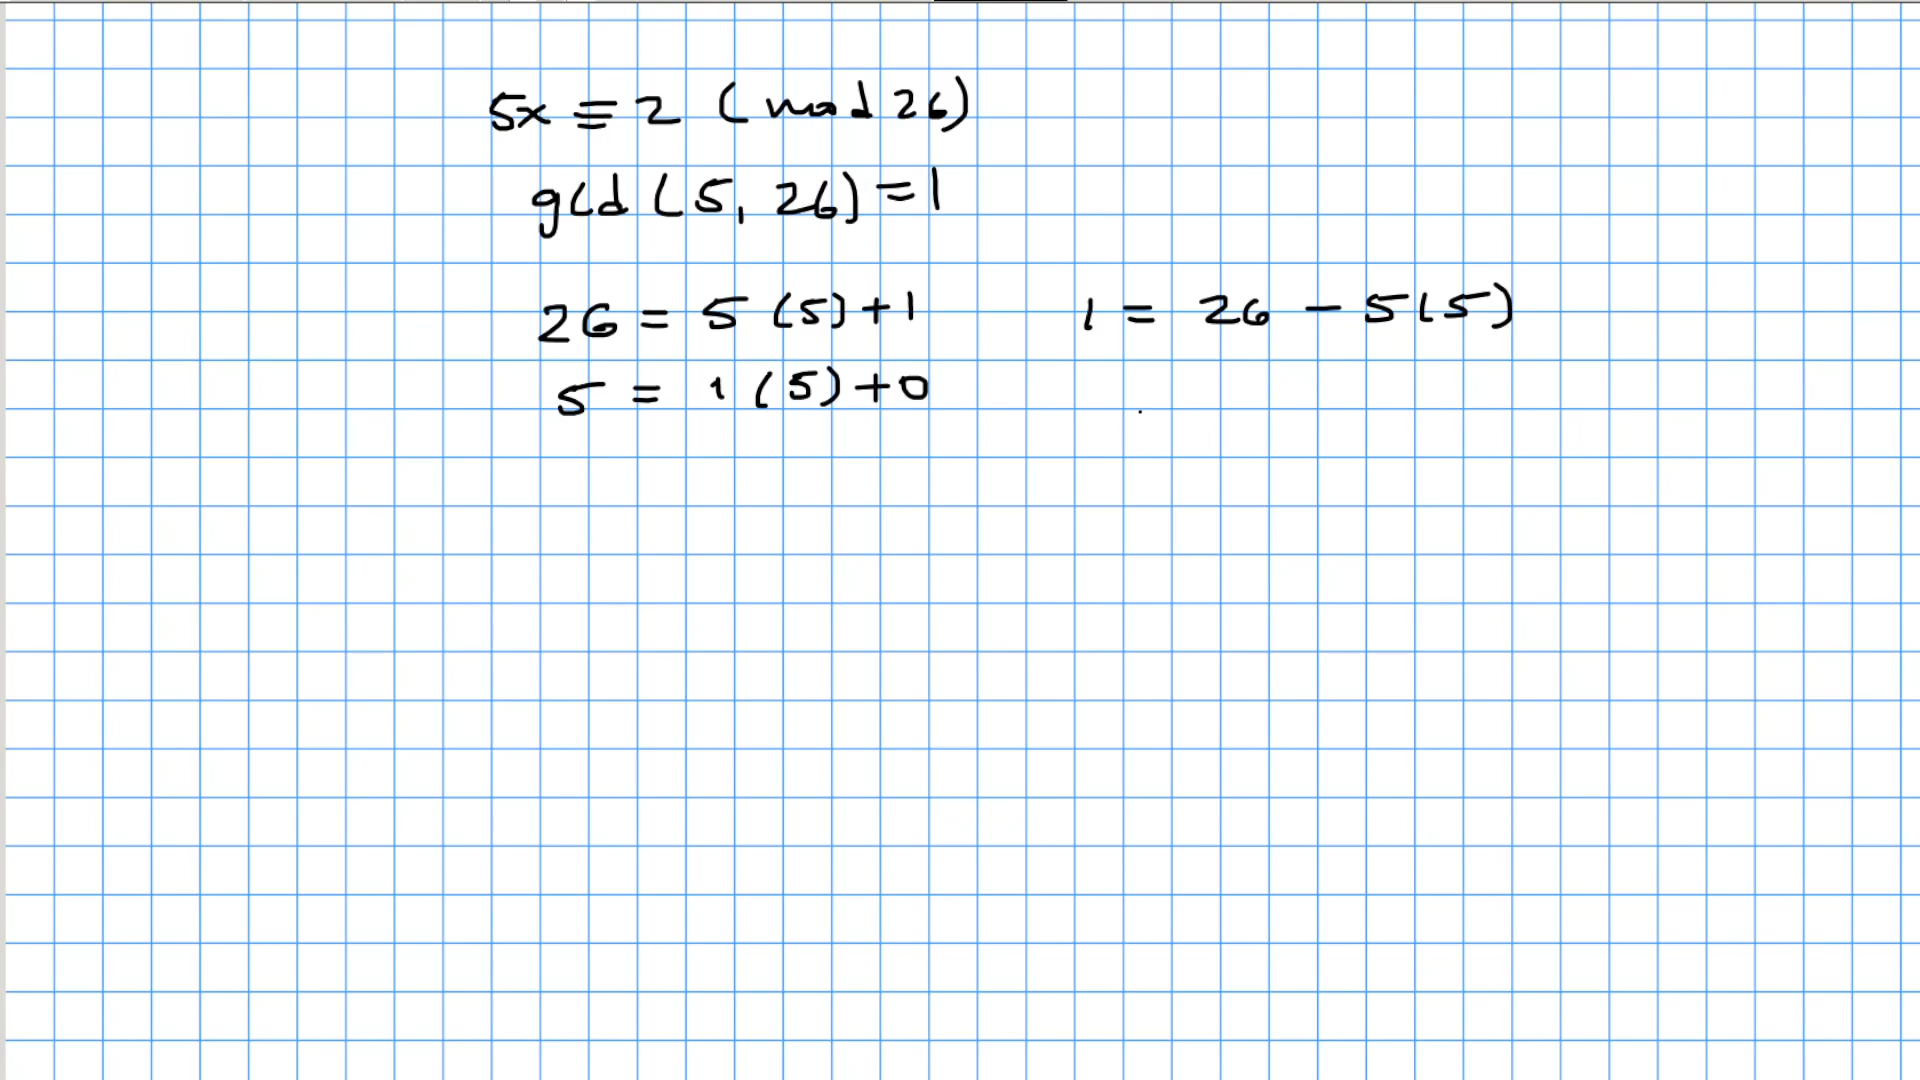 5x ≡ 2 (mod 26)
gcd (5, 26) = 1
26 = 5 (5) + 1
1 = 26 - 5(5)
5 = 1 (5) + 0